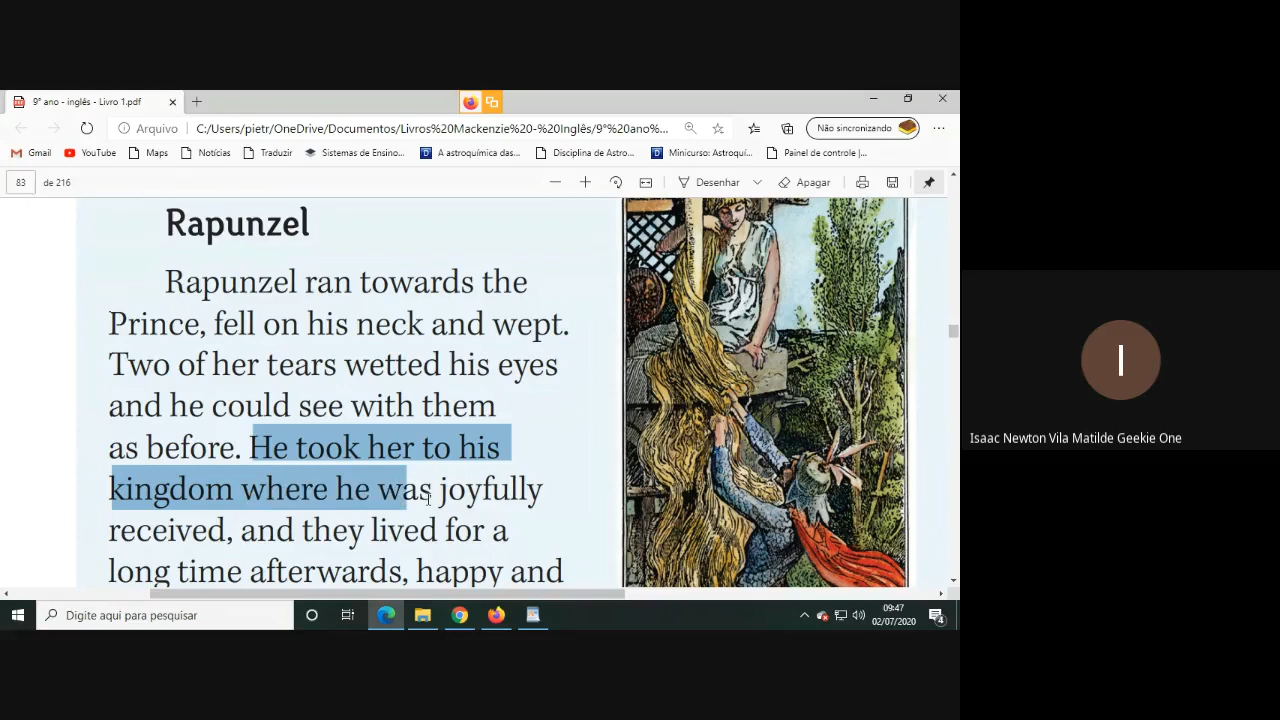 9° ano - inglês - Livro 1.pdf
Arquivo C:/Users/pietr/OneDrive/Documentos/Livros%20Mackenzie%20-%20Inglês/9°%20ano%... Não sincronizando
Gmail YouTube Maps Notícias Traduzir Sistemas de Ensino... A astroquímica das... Disciplina de Astro... Minicurso: Astroquí... Painel de controle |...
83 de 216 Desenhar Apagar
Rapunzel
Rapunzel ran towards the
Prince, fell on his neck and wept.
Two of her tears wetted his eyes
and he could see with them
as before. He took her to his
kingdom where he was joyfully
received, and they lived for a
long time afterwards, happy and
I
Isaac Newton Vila Matilde Geekie One
Digite aqui para pesquisar
09:47
02/07/2020
4